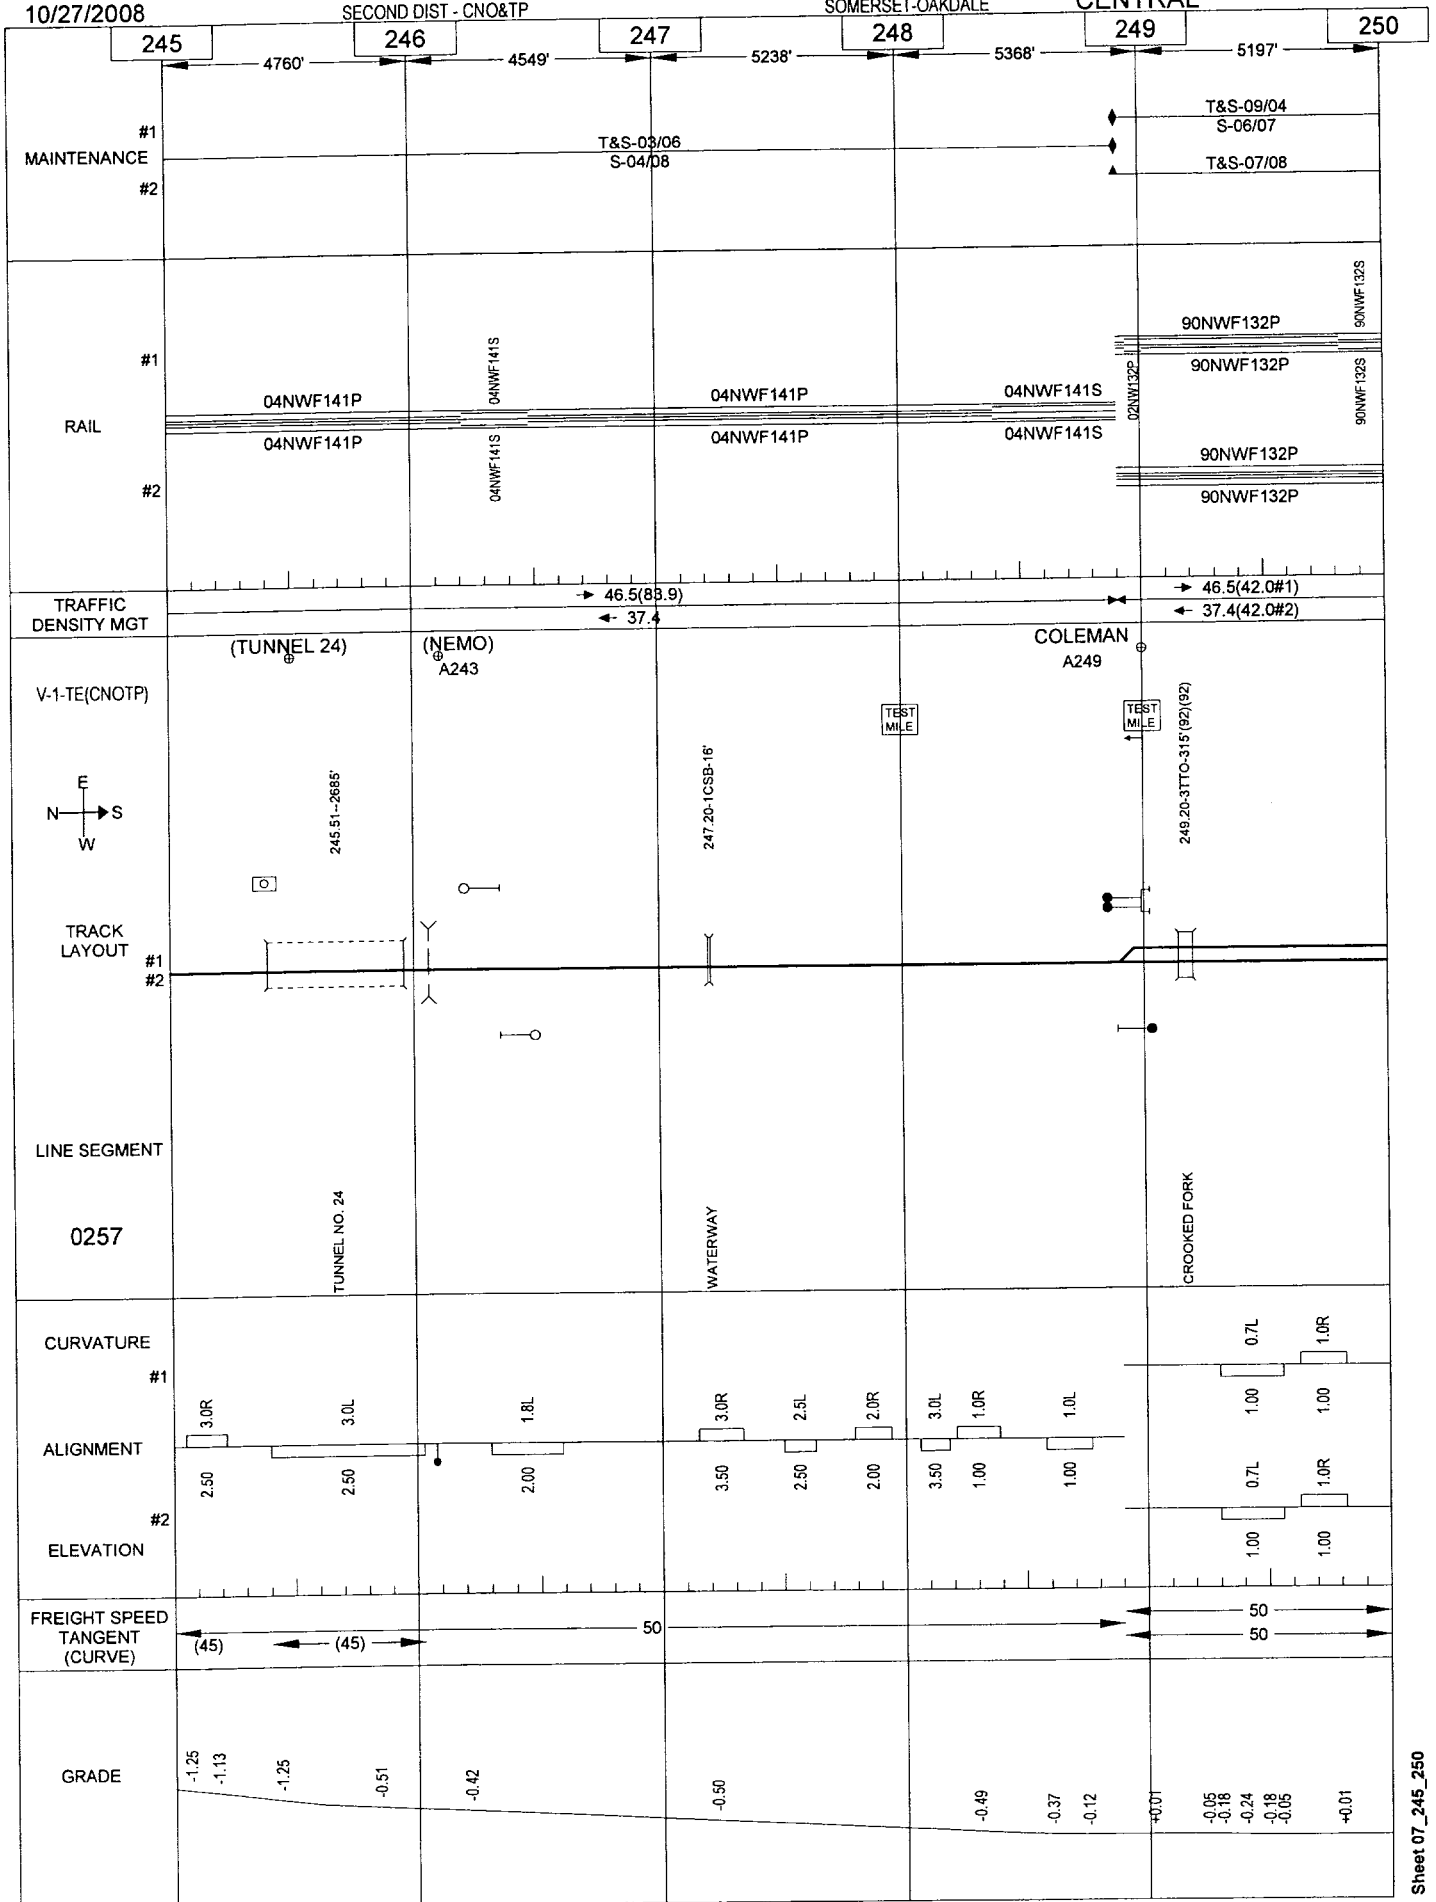 10/27/2008
SECOND DIST - CNO&TP
SOMERSET-OAKDALE
CENTRAL
245
246
247
248
249
250
4760'
4549'
5238'
5368'
5197'
#1
MAINTENANCE
#2
T&S-03/06
S-04/08
T&S-09/04
S-06/07
T&S-07/08
RAIL
#1
#2
04NWF141P
04NWF141P
04NWF141S
04NWF141S
04NWF141P
04NWF141P
04NWF141S
04NWF141S
02NW132P
90NWF132P
90NWF132P
90NWF132S
90NWF132S
90NWF132P
90NWF132P
TRAFFIC
DENSITY MGT
46.5(83.9)
37.4
46.5(42.0#1)
37.4(42.0#2)
(TUNNEL 24)
(NEMO)
A243
COLEMAN
A249
V-1-TE(CNOTP)
TEST
MILE
TEST
MILE
E
N S
W
245.51--2685'
247.20-1CSB-16'
249.20-3TTO-315'(92)(92)
TRACK
LAYOUT
#1
#2
LINE SEGMENT
0257
TUNNEL NO. 24
WATERWAY
CROOKED FORK
CURVATURE
#1
ALIGNMENT
#2
ELEVATION
3.0R
3.0L
1.8L
3.0R
2.5L
2.0R
3.0L
1.0R
1.0L
2.50
2.50
2.00
3.50
2.50
2.00
3.50
1.00
1.00
0.7L
1.0R
1.00
1.00
0.7L
1.0R
1.00
1.00
FREIGHT SPEED
TANGENT
(CURVE)
(45)
(45)
50
50
50
GRADE
-1.25
-1.13
-1.25
-0.51
-0.42
-0.50
-0.49
-0.37
-0.12
+0.01
-0.05
-0.18
-0.24
-0.18
-0.05
+0.01
Sheet 07_245_250